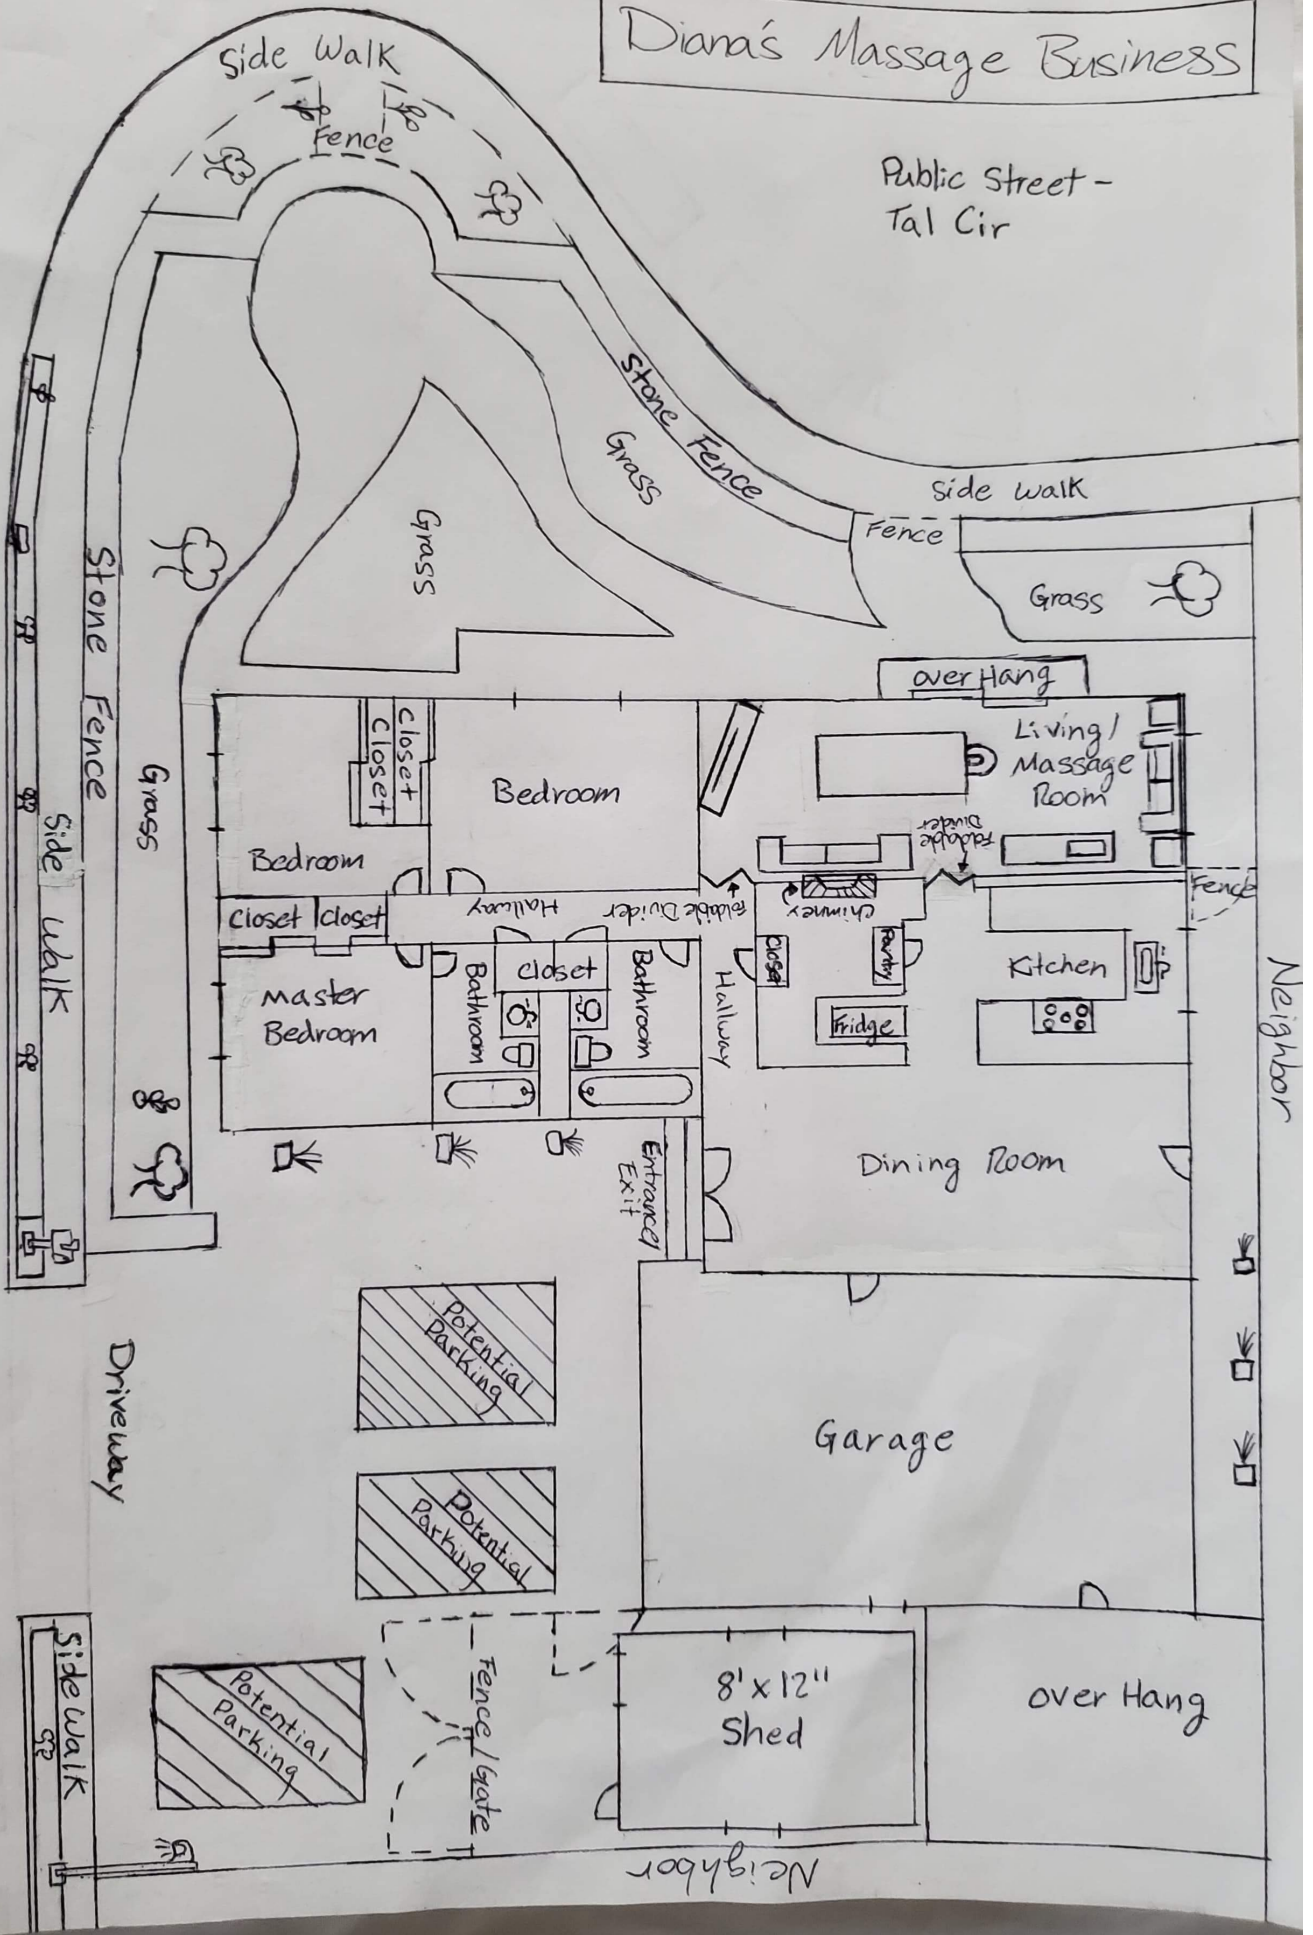 Diana's Massage Business
Side Walk
Fence
Public Street -
Tal Cir
Stone Fence
Grass
Grass
Side Walk
Fence
Grass
Stone Fence
Grass
Side Walk
over Hang
Living/
Massage
Room
Closet
Closet
Bedroom
Bedroom
Foldable
Divider
Fence
Closet
Closet
Hallway
Foldable Divider
Chimney
Master
Bedroom
Bathroom
Closet
Bathroom
Hallway
Closet
Pantry
Fridge
Kitchen
Neighbor
Entrance/
Exit
Dining Room
Driveway
Potential
Parking
Garage
Potential
Parking
Side Walk
Potential
Parking
Fence/Gate
8'x12"
Shed
over Hang
Neighbor